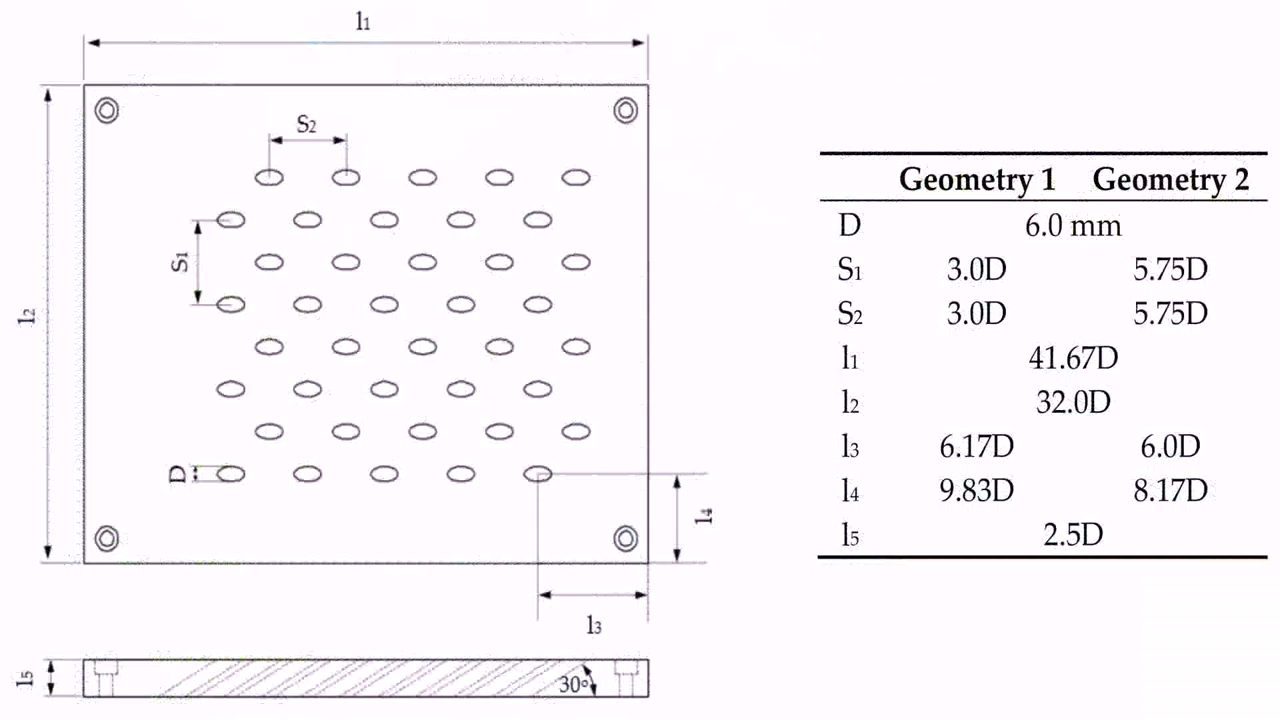 l1
S2
S1
l2
D
l4
l3
l5
30°
Geometry 1 Geometry 2
D 6.0 mm
S1 3.0D 5.75D
S2 3.0D 5.75D
l1 41.67D
l2 32.0D
l3 6.17D 6.0D
l4 9.83D 8.17D
l5 2.5D